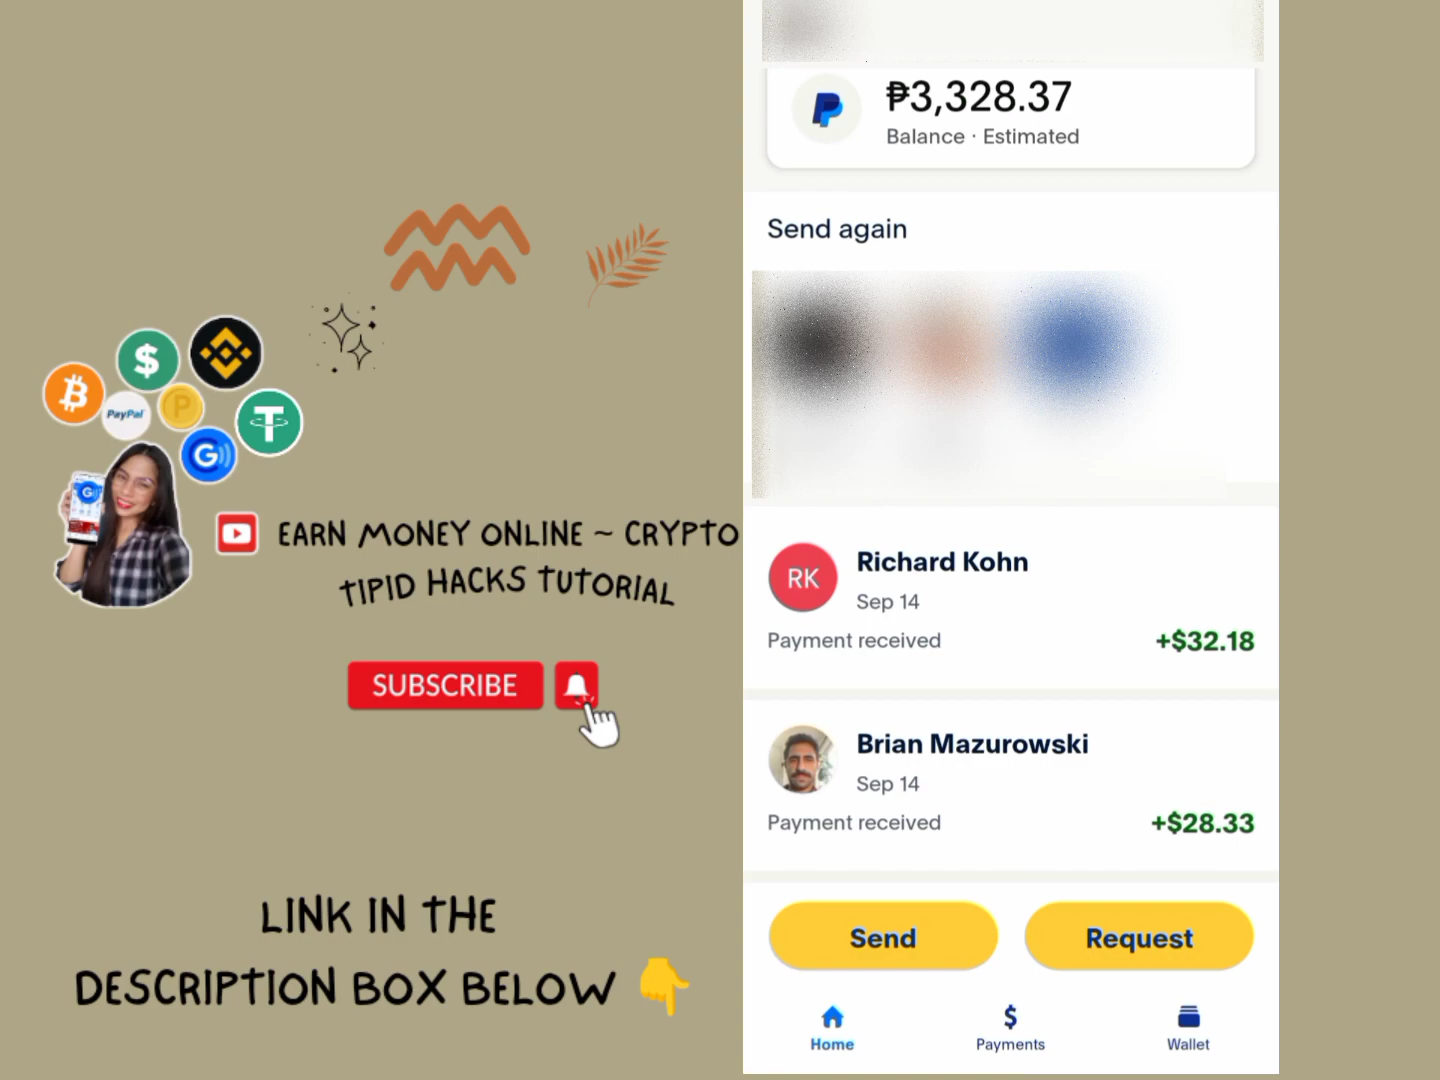 ₱3,328.37
Balance · Estimated
Send again
PayPal
P
G
EARN MONEY ONLINE ~ CRYPTO
TIPID HACKS TUTORIAL
SUBSCRIBE
RK
Richard Kohn
Sep 14
Payment received
+$32.18
Brian Mazurowski
Sep 14
Payment received
+$28.33
LINK IN THE
DESCRIPTION BOX BELOW
Send
Request
Home
Payments
Wallet